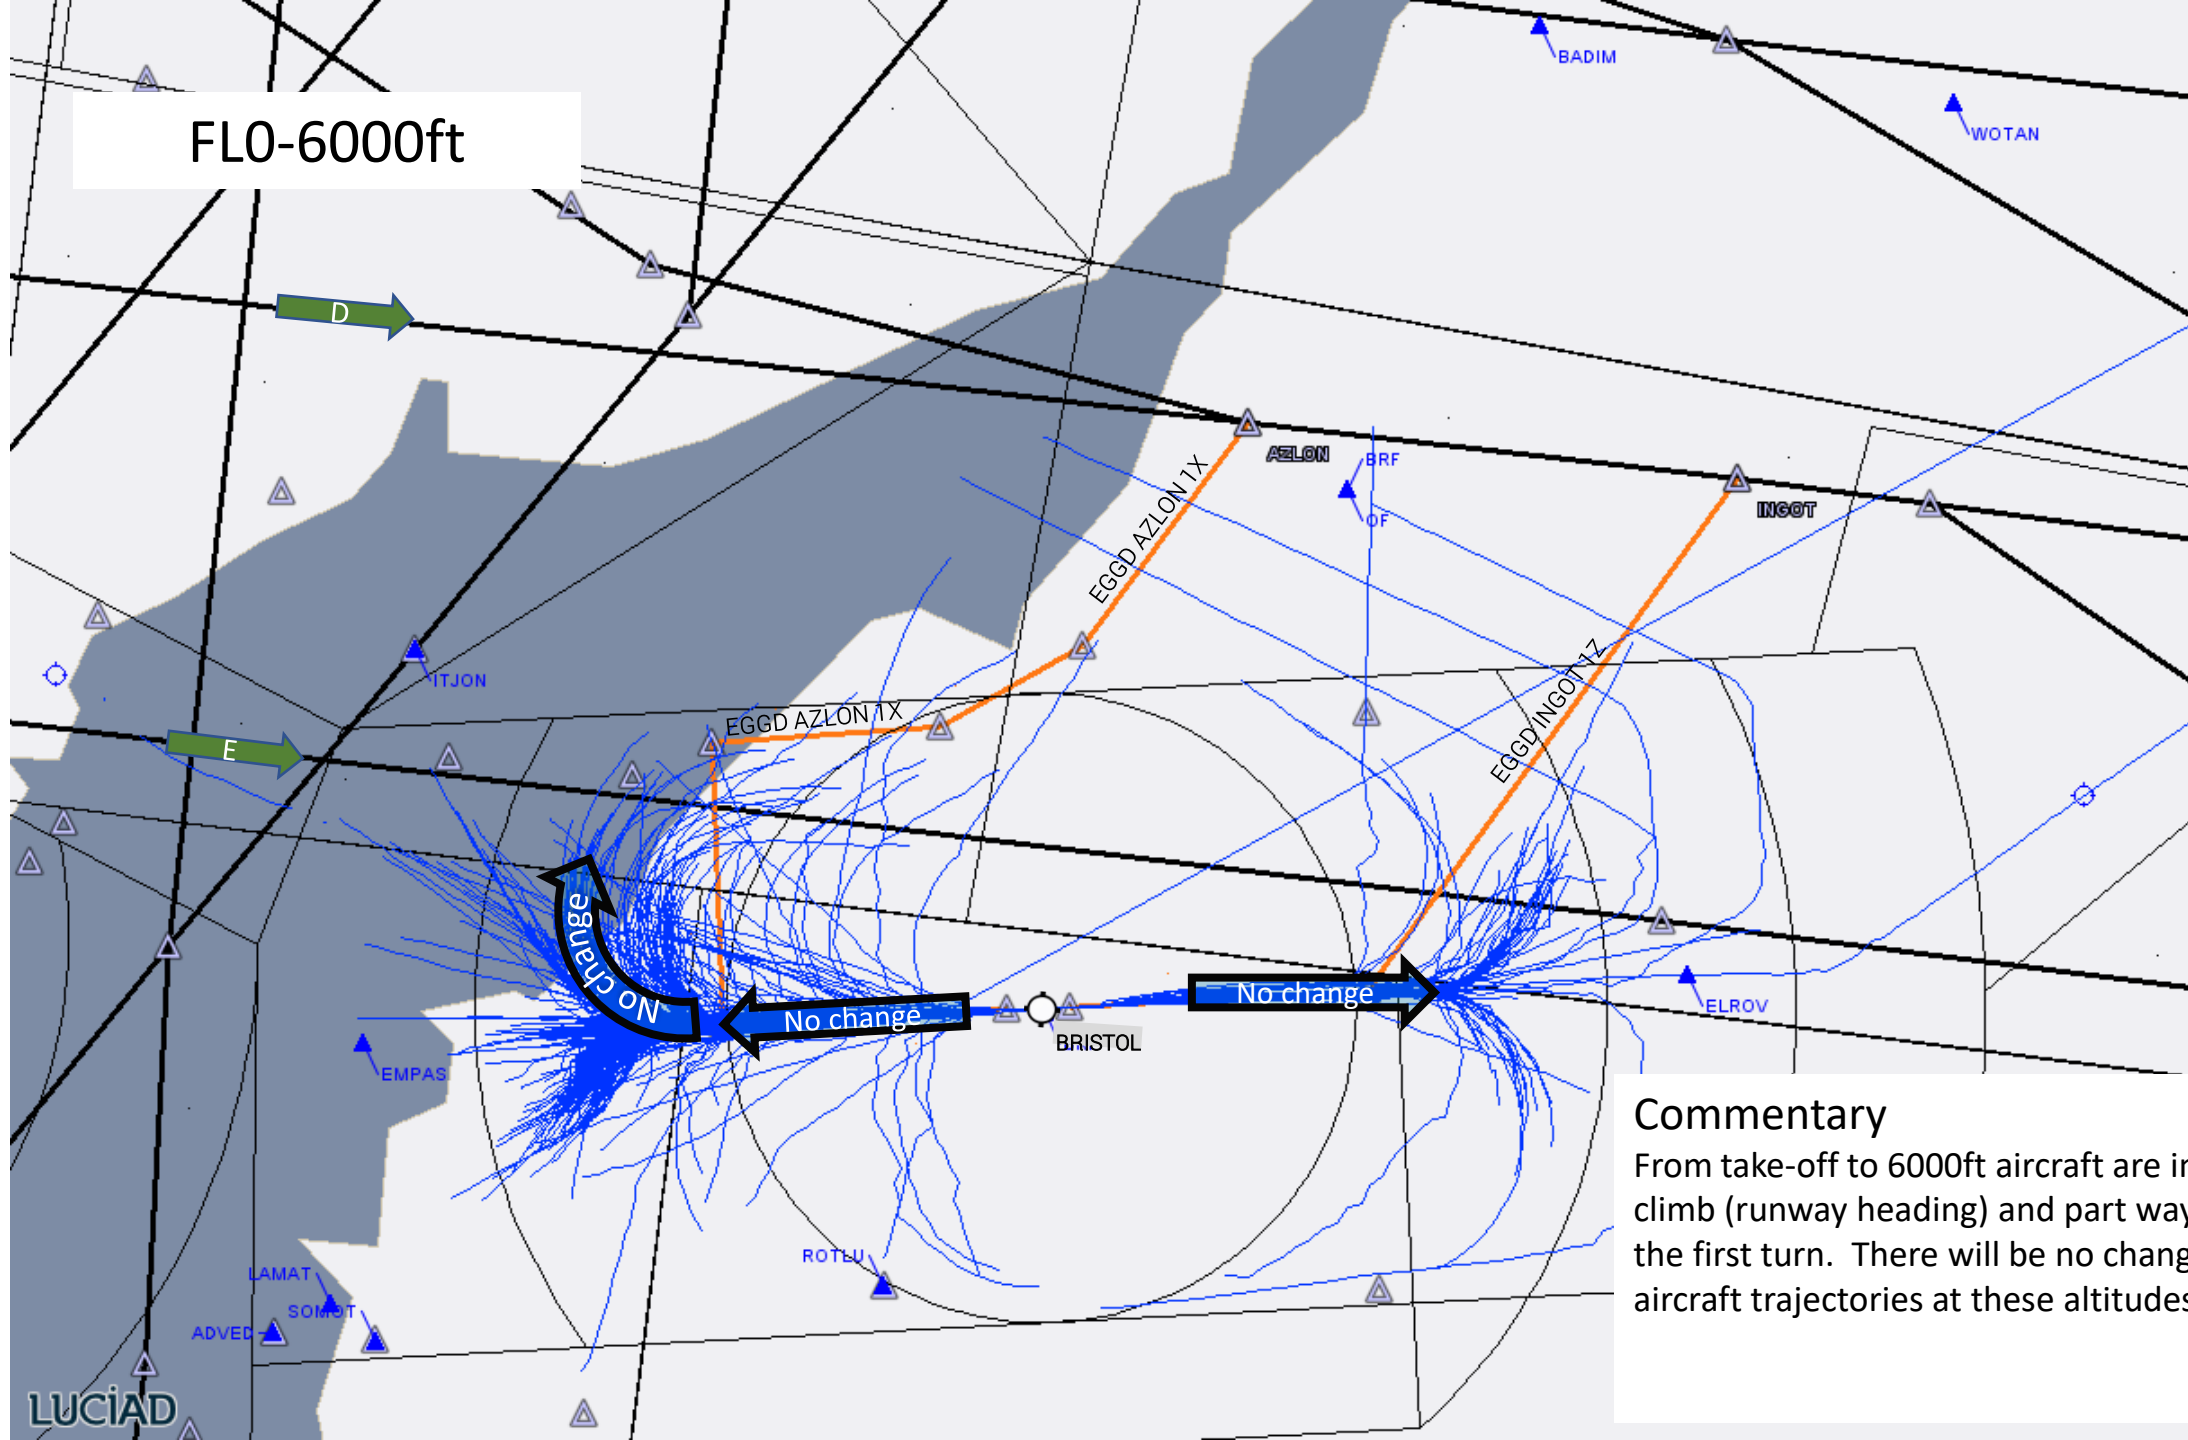 BADIM
WOTAN
FL0-6000ft
D
AZLON
BRF
OF
INGOT
EGGD AZLON 1X
EGGD INGOT 1Z
ITJON
EGGD AZLON 1X
E
No change
No change
No change
BRISTOL
ELROV
EMPAS
ROTLU
LAMAT
SOMOT
ADVED
Commentary
From take-off to 6000ft aircraft are
climb (runway heading) and part way
the first turn. There will be no chang
aircraft trajectories at these altitudes
LUCIAD